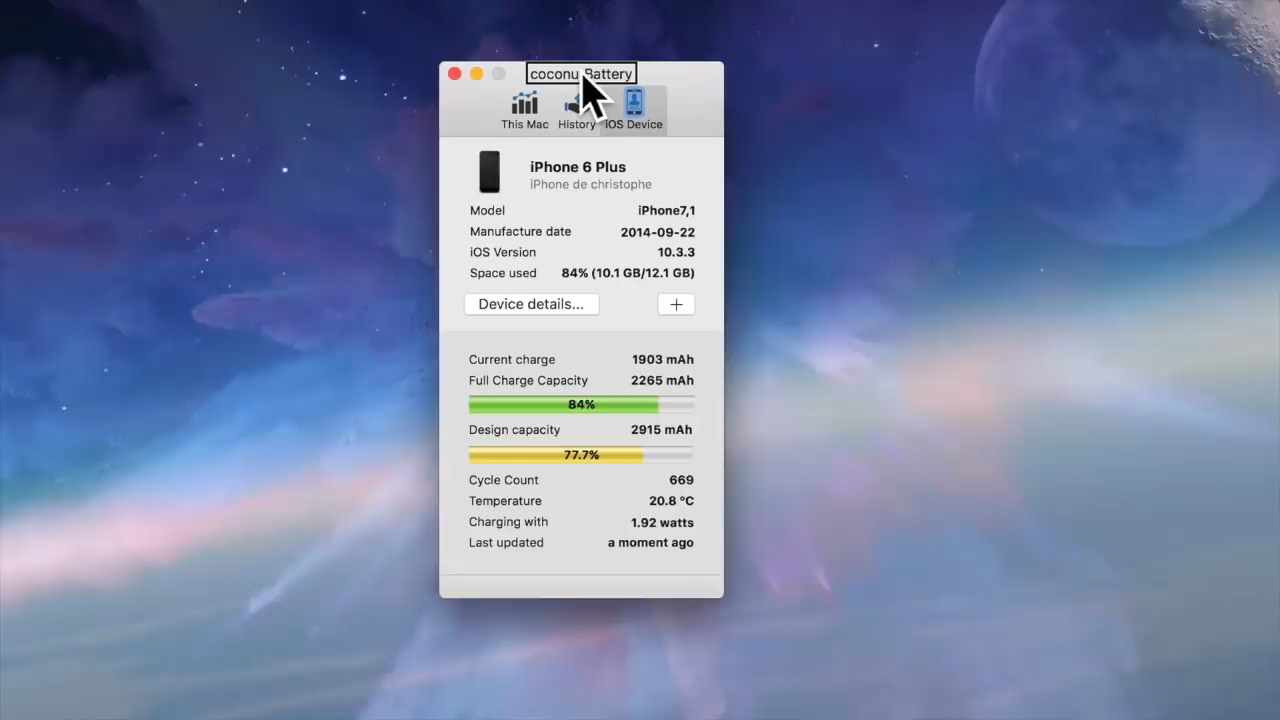 coconutBattery
This Mac History iOS Device
iPhone 6 Plus
iPhone de christophe
Model iPhone7,1
Manufacture date 2014-09-22
iOS Version 10.3.3
Space used 84% (10.1 GB/12.1 GB)
Device details... +
Current charge 1903 mAh
Full Charge Capacity 2265 mAh
84%
Design capacity 2915 mAh
77.7%
Cycle Count 669
Temperature 20.8 °C
Charging with 1.92 watts
Last updated a moment ago